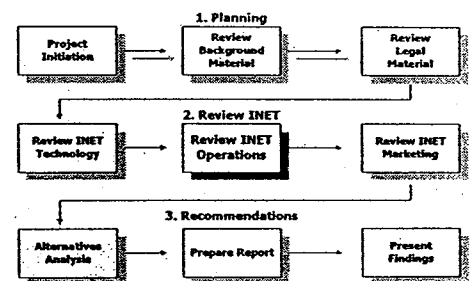 1. Planning
Project
Initiation
Review
Background
Material
Review
Legal
Material
2. Review INET
Review INET
Technology
Review INET
Operations
Review INET
Marketing
3. Recommendations
Alternatives
Analysis
Prepare Report
Present
Findings